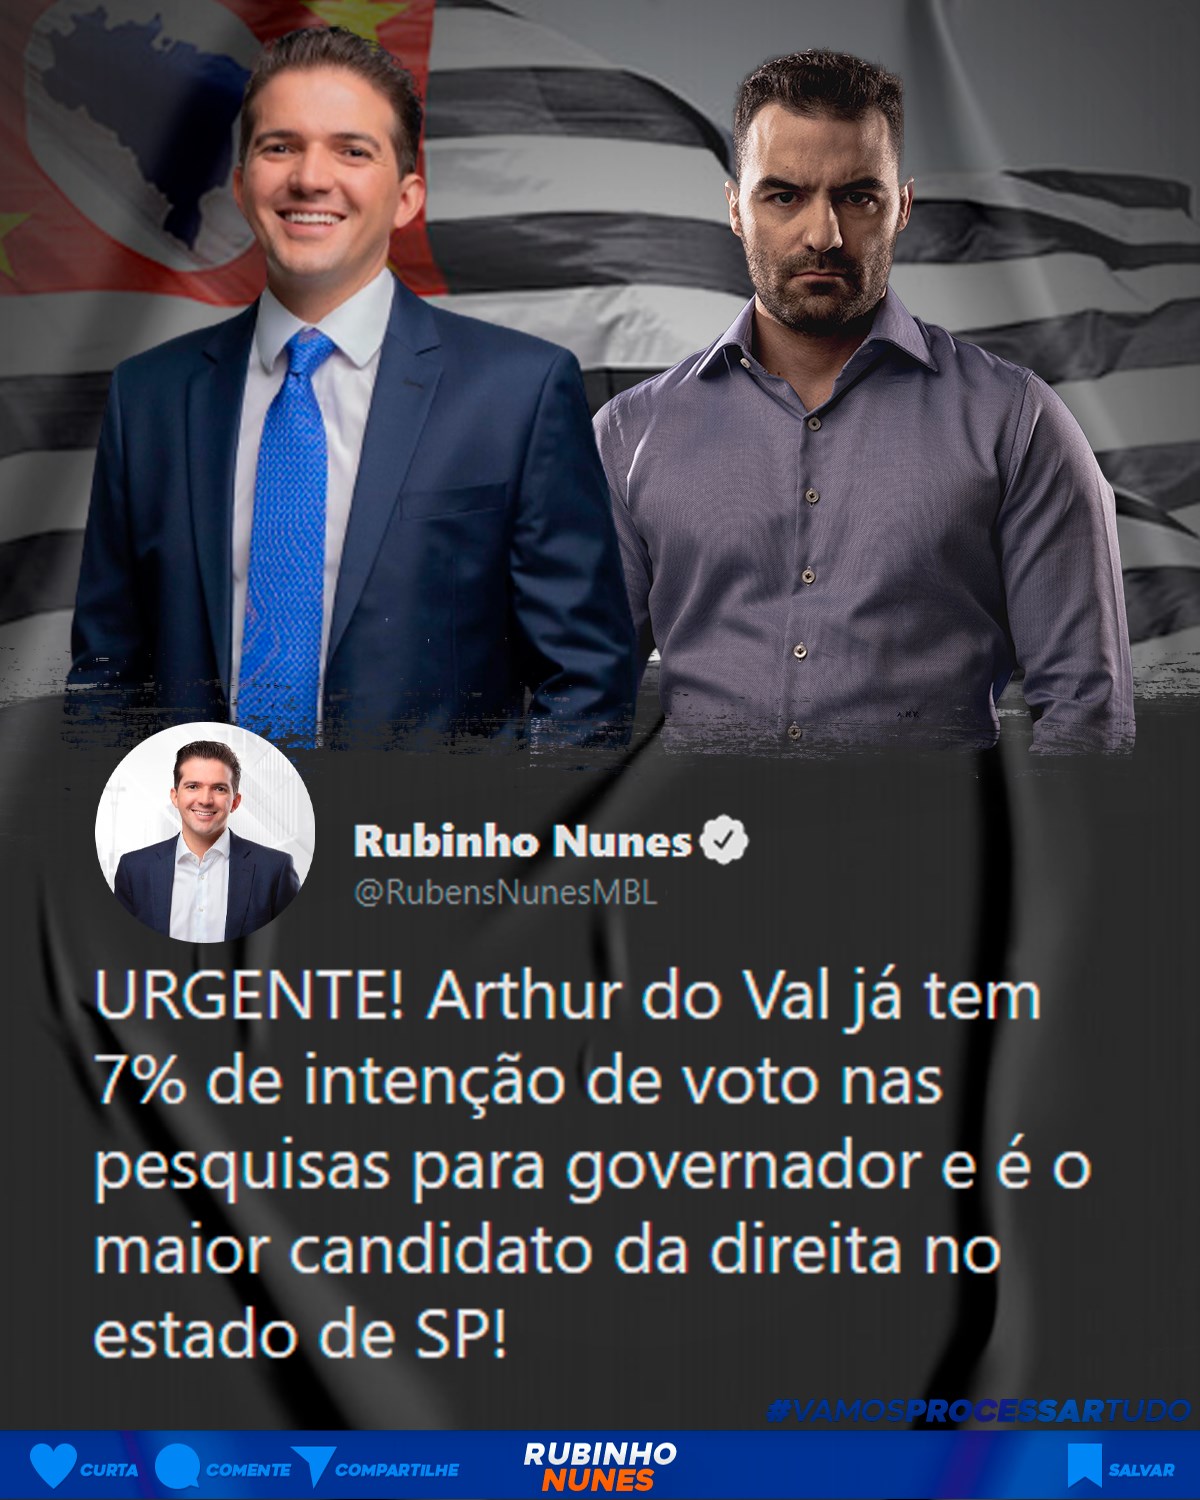 Rubinho Nunes
@RubensNunesMBL
URGENTE! Arthur do Val já tem
7% de intenção de voto nas
pesquisas para governador e é o
maior candidato da direita no
estado de SP!
#VAMOSPROCESSARTUDO
CURTA COMENTE COMPARTILHE
RUBINHO
NUNES
SALVAR